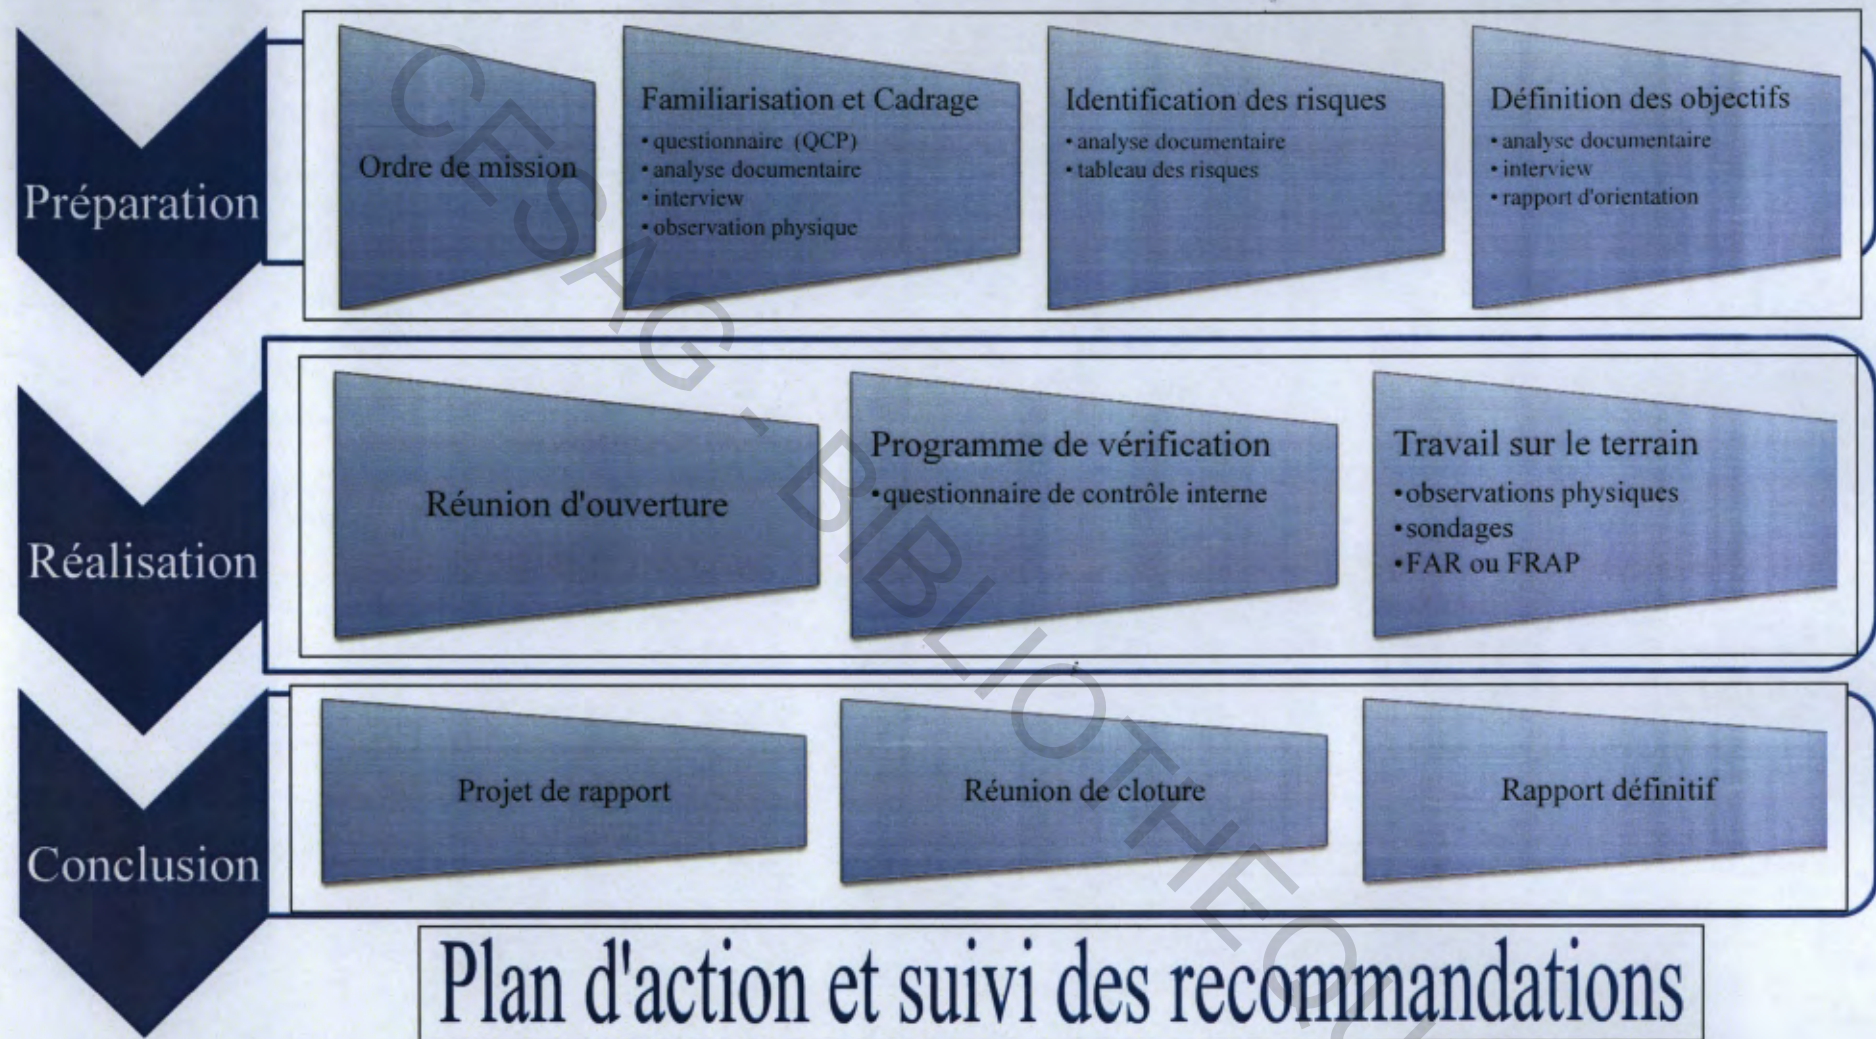 Préparation
Ordre de mission
Familiarisation et Cadrage
• questionnaire (QCP)
• analyse documentaire
• interview
• observation physique
Identification des risques
• analyse documentaire
• tableau des risques
Définition des objectifs
• analyse documentaire
• interview
• rapport d'orientation
Réalisation
Réunion d'ouverture
Programme de vérification
•questionnaire de contrôle interne
Travail sur le terrain
•observations physiques
•sondages
•FAR ou FRAP
Conclusion
Projet de rapport
Réunion de cloture
Rapport définitif
Plan d'action et suivi des recommandations
CESAG - BIBLIOTHEQU